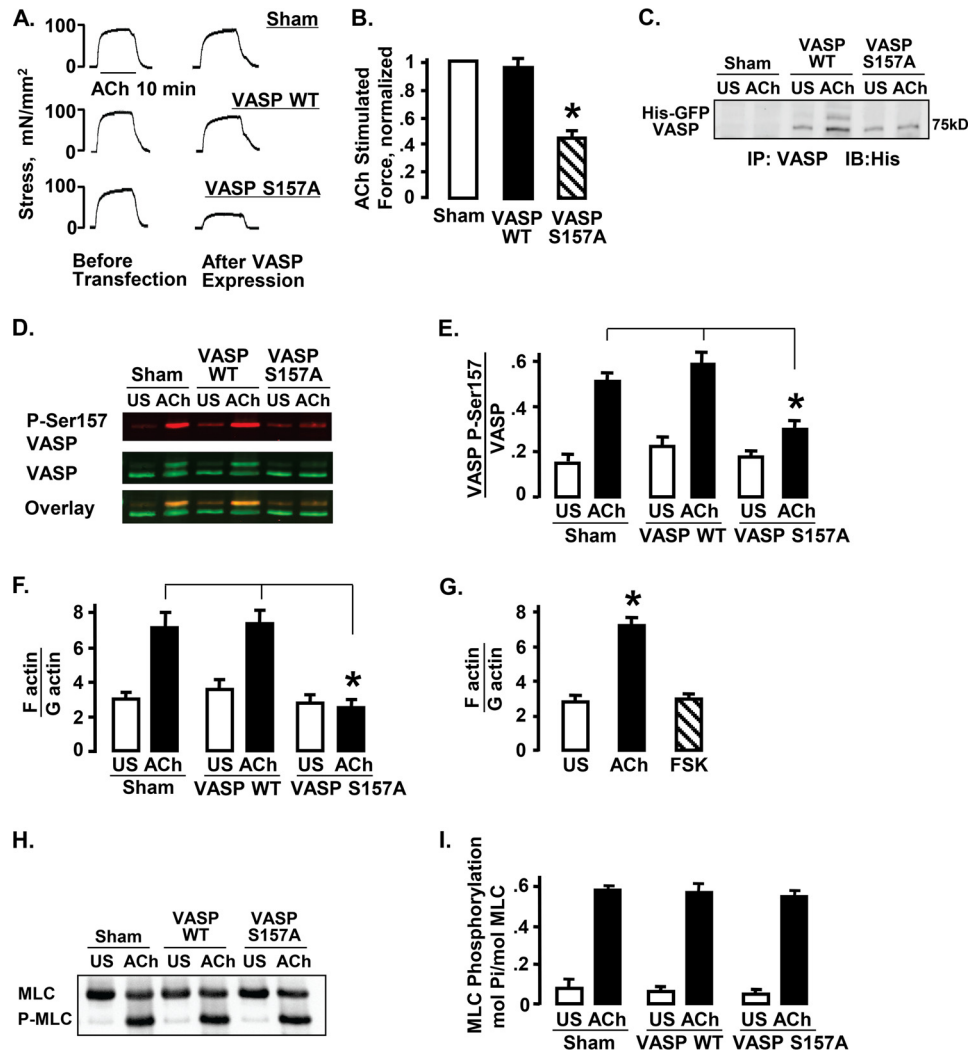 A.
Sham
100
0
ACh 10 min
VASP WT
100
0
VASP S157A
100
0
Stress, mN/mm2
Before
Transfection
After VASP
Expression
B.
ACh Stimulated
Force, normalized
1
.8
.6
.4
.2
0
*
Sham
VASP
WT
VASP
S157A
C.
Sham
VASP
WT
VASP
S157A
US ACh US ACh US ACh
His-GFP
VASP
75kD
IP: VASP IB:His
D.
Sham
VASP
WT
VASP
S157A
US ACh US ACh US ACh
P-Ser157
VASP
VASP
Overlay
E.
VASP P-Ser157
VASP
.6
.4
.2
0
*
US ACh US ACh US ACh
Sham VASP WT VASP S157A
F.
F actin
G actin
8
6
4
2
0
*
US ACh US ACh US ACh
Sham VASP WT VASP S157A
G.
F actin
G actin
8
6
4
2
0
*
US ACh FSK
H.
Sham
VASP
WT
VASP
S157A
US ACh US ACh US ACh
MLC
P-MLC
I.
MLC Phosphorylation
mol Pi/mol MLC
.6
.4
.2
0
US ACh US ACh US ACh
Sham VASP WT VASP S157A